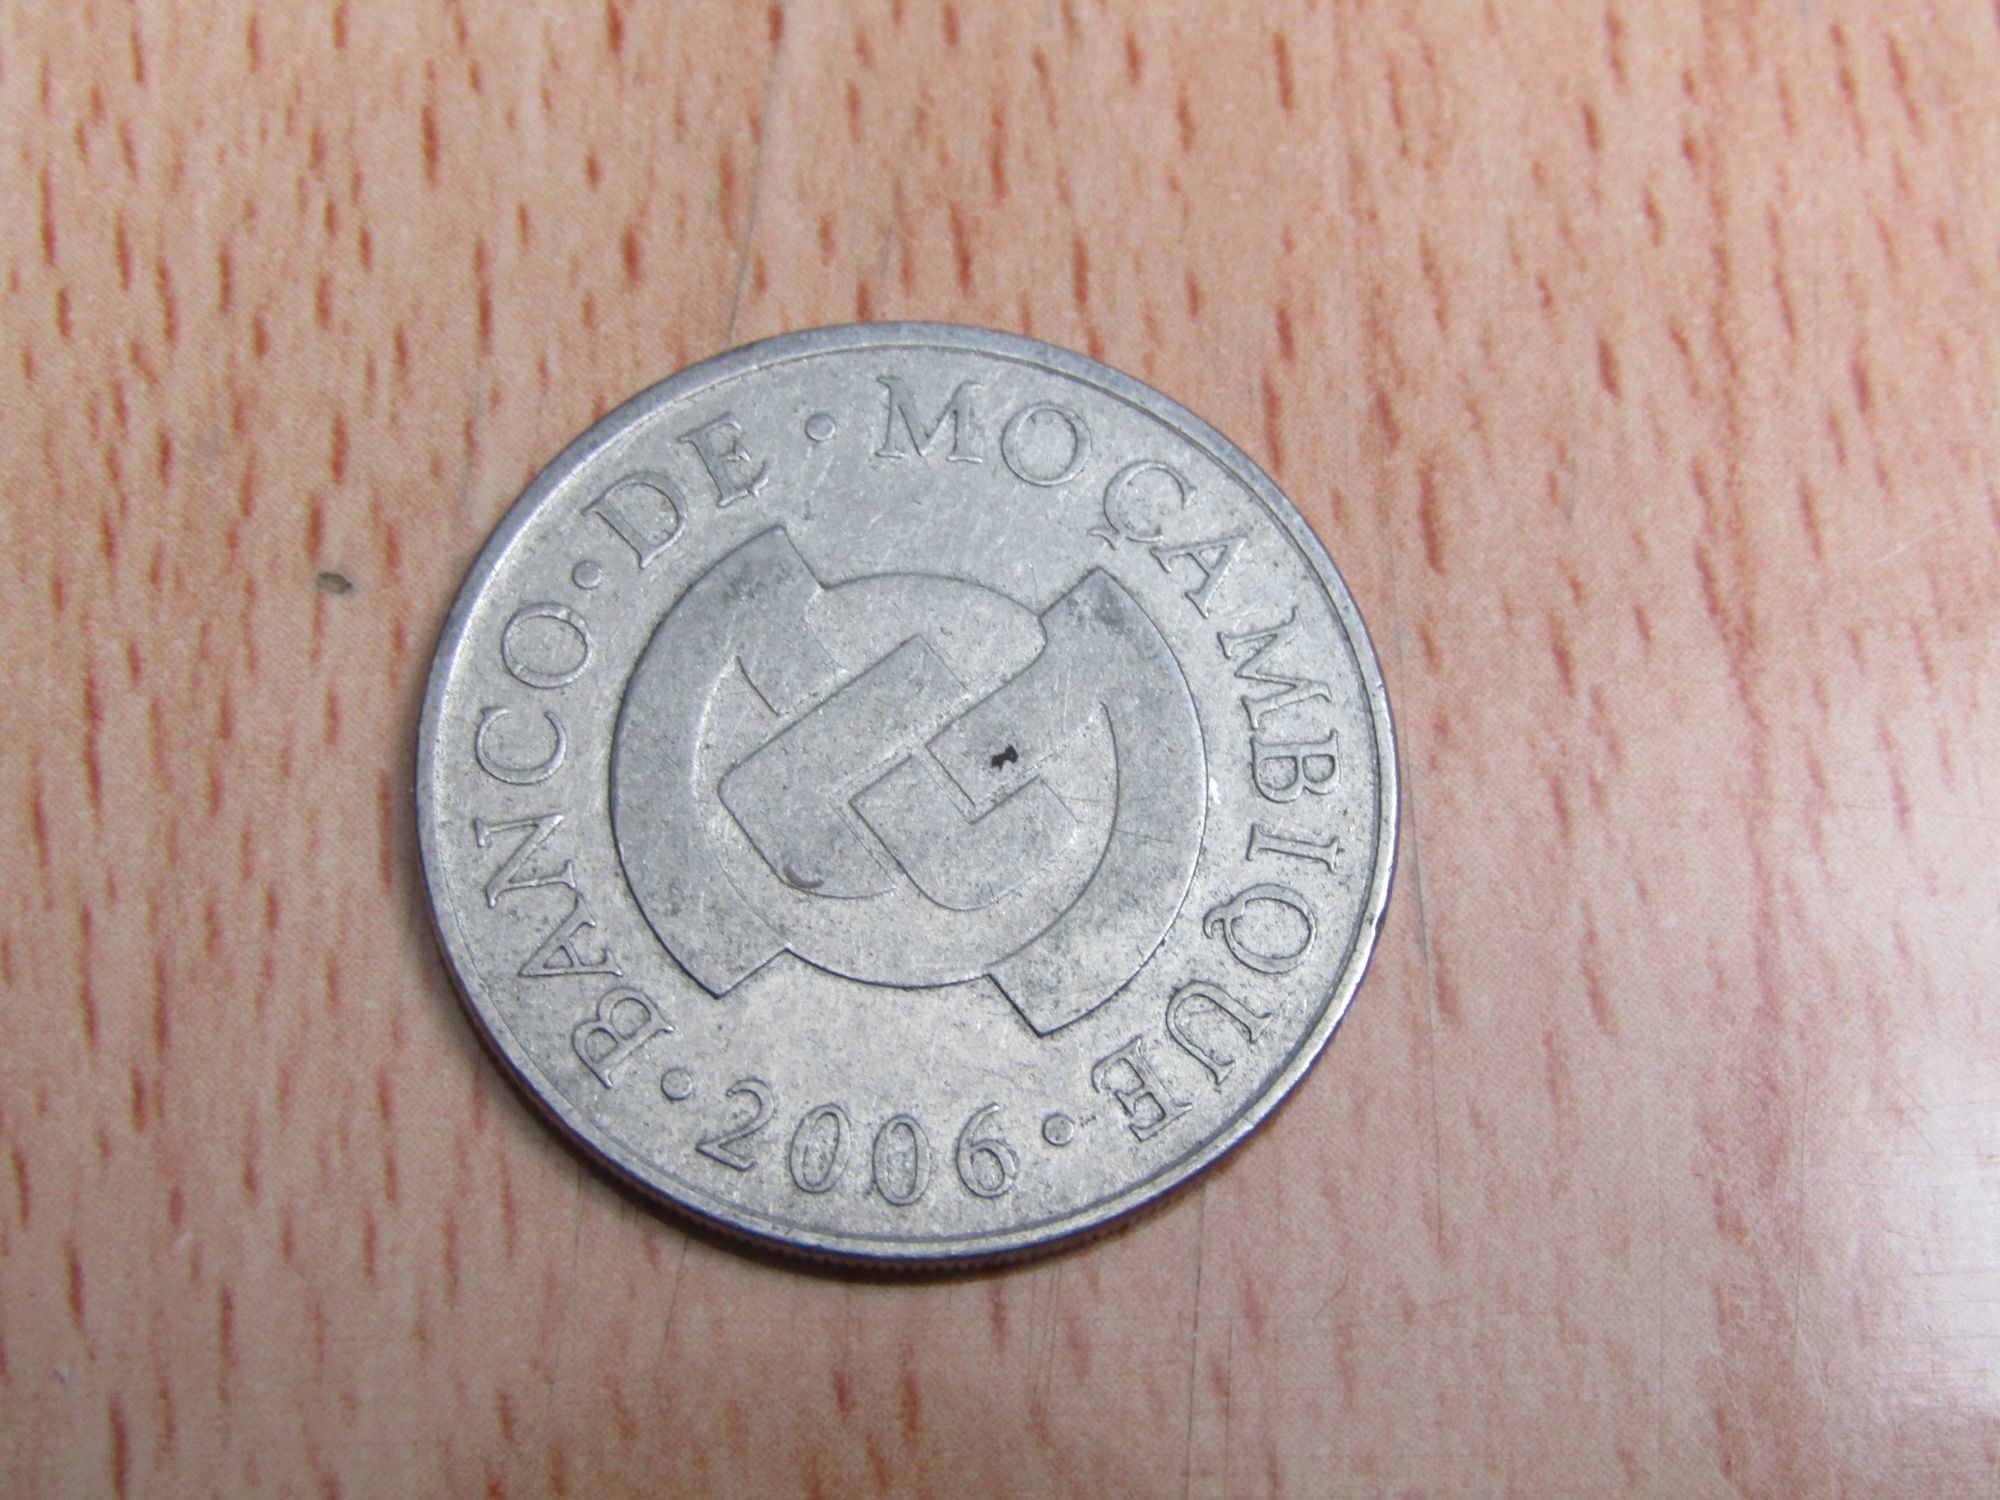 BANCO · DE · MOÇAMBIQUE
· 2006 ·